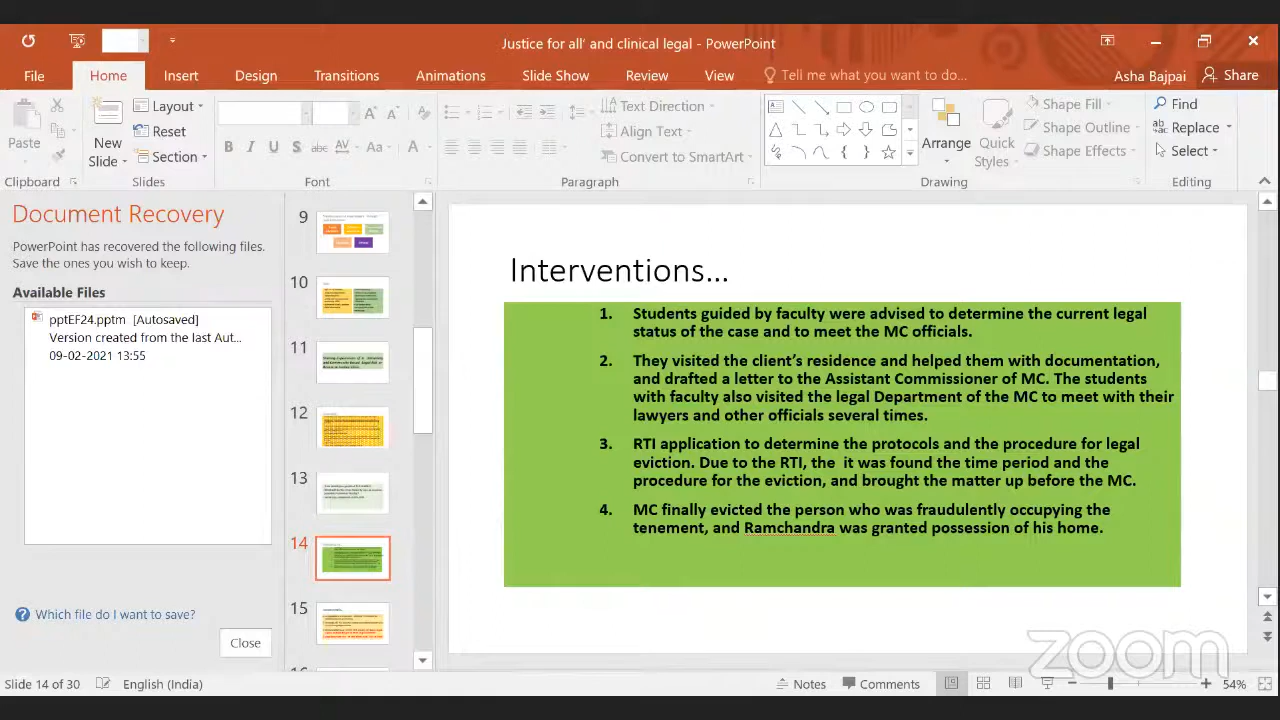 Justice for all' and clinical legal - PowerPoint
File
Home
Insert
Design
Transitions
Animations
Slide Show
Review
View
Tell me what you want to do...
Asha Bajpai
Share
Paste
New
Slide
Layout
Reset
Section
B I U S abc AV Aa A
Text Direction
Align Text
Convert to SmartArt
Arrange
Quick
Styles
Shape Fill
Shape Outline
Shape Effects
Find
Replace
Select
Clipboard
Slides
Font
Paragraph
Drawing
Editing
Document Recovery
PowerPoint has recovered the following files.
Save the ones you wish to keep.
Available Files
pptEF24.pptm [Autosaved]
Version created from the last Aut...
09-02-2021 13:55
Which file do I want to save?
Close
9
10
11
12
13
14
15
Interventions...
1. Students guided by faculty were advised to determine the current legal
status of the case and to meet the MC officials.
2. They visited the client's residence and helped them with documentation,
and drafted a letter to the Assistant Commissioner of MC. The students
with faculty also visited the legal Department of the MC to meet with their
lawyers and other officials several times.
3. RTI application to determine the protocols and the procedure for legal
eviction. Due to the RTI, the it was found the time period and the
procedure for the eviction, and brought the matter up before the MC.
4. MC finally evicted the person who was fraudulently occupying the
tenement, and Ramchandra was granted possession of his home.
zoom
Slide 14 of 30
English (India)
Notes
Comments
54%